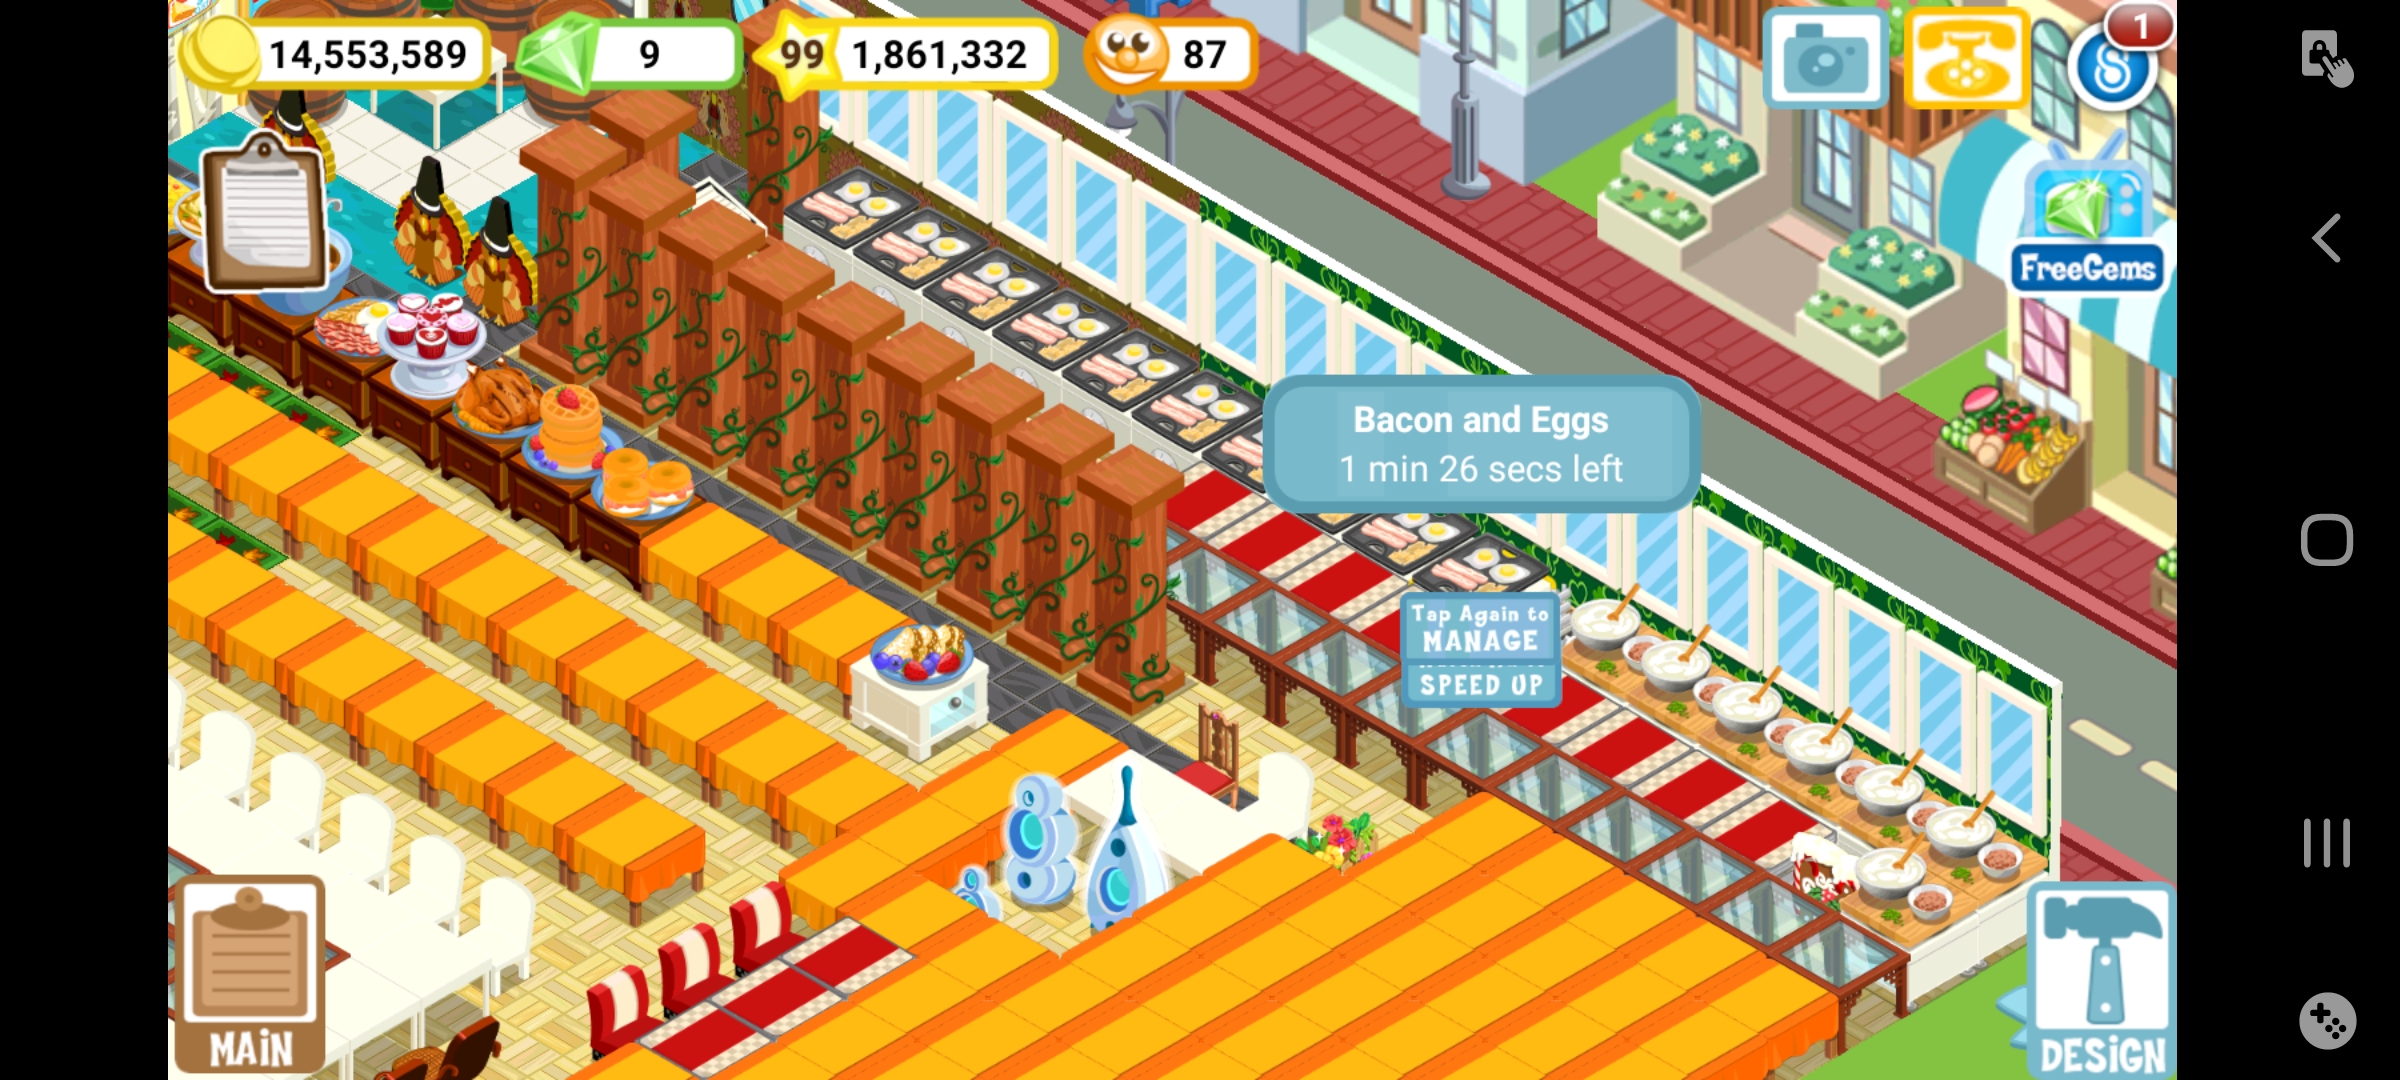 14,553,589
9
99
1,861,332
87
1
FreeGems
Bacon and Eggs
1 min 26 secs left
Tap Again to
MANAGE
SPEED UP
MAiN
DESiGN